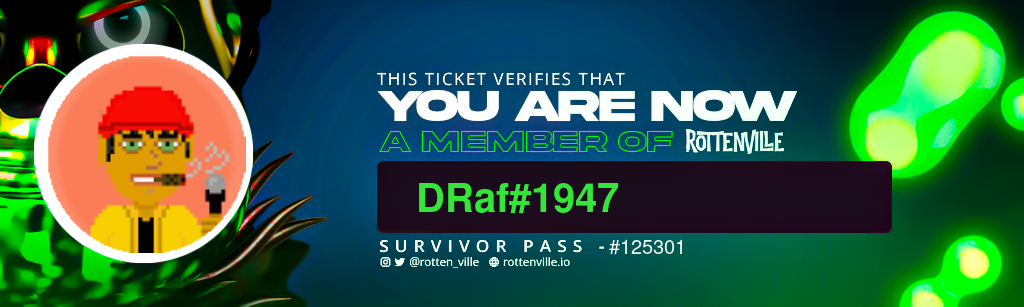 THIS TICKET VERIFIES THAT
YOU ARE NOW
A MEMBER OF ROTTENVILLE
DRaf#1947
SURVIVOR PASS - #125301
@rotten_ville rottenville.io